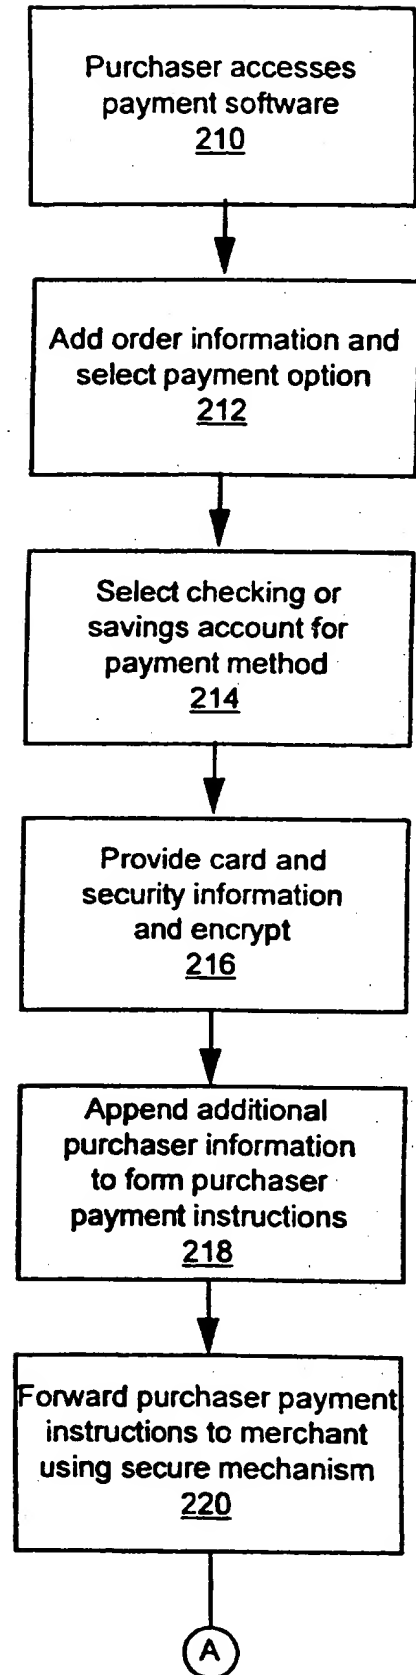 Purchaser accesses
payment software
210
Add order information and
select payment option
212
Select checking or
savings account for
payment method
214
Provide card and
security information
and encrypt
216
Append additional
purchaser information
to form purchaser
payment instructions
218
Forward purchaser payment
instructions to merchant
using secure mechanism
220
A